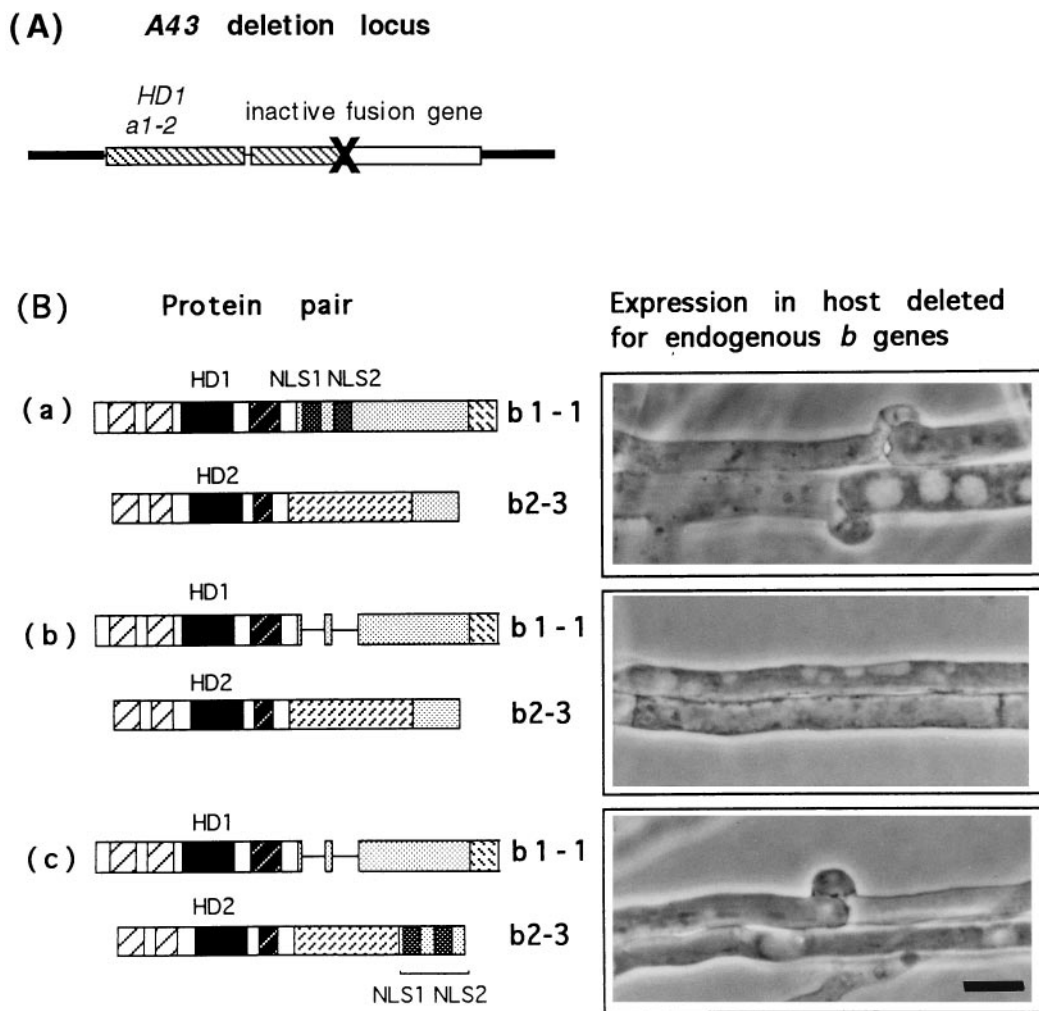 (A) A43 deletion locus
HD1
a1-2
inactive fusion gene
X
(B) Protein pair
Expression in host deleted
for endogenous b genes
(a)
HD1 NLS1 NLS2
b1-1
HD2
b2-3
(b)
HD1
b1-1
HD2
b2-3
(c)
HD1
b1-1
HD2
b2-3
NLS1 NLS2